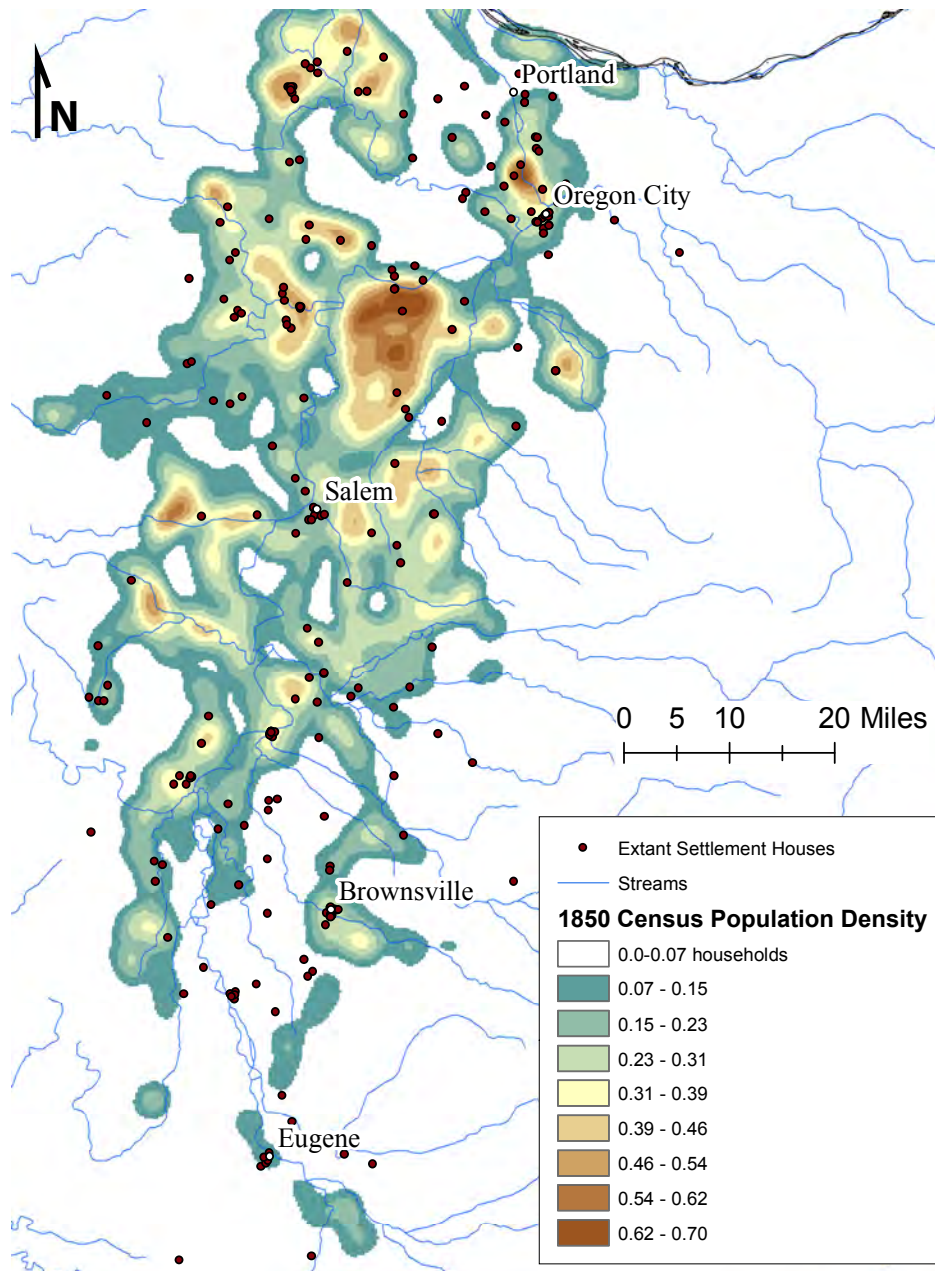 Portland
N
Oregon City
Salem
0 5 10 20 Miles
Extant Settlement Houses
Streams
Brownsville
1850 Census Population Density
0.0-0.07 households
0.07 - 0.15
0.15 - 0.23
0.23 - 0.31
0.31 - 0.39
0.39 - 0.46
0.46 - 0.54
0.54 - 0.62
0.62 - 0.70
Eugene